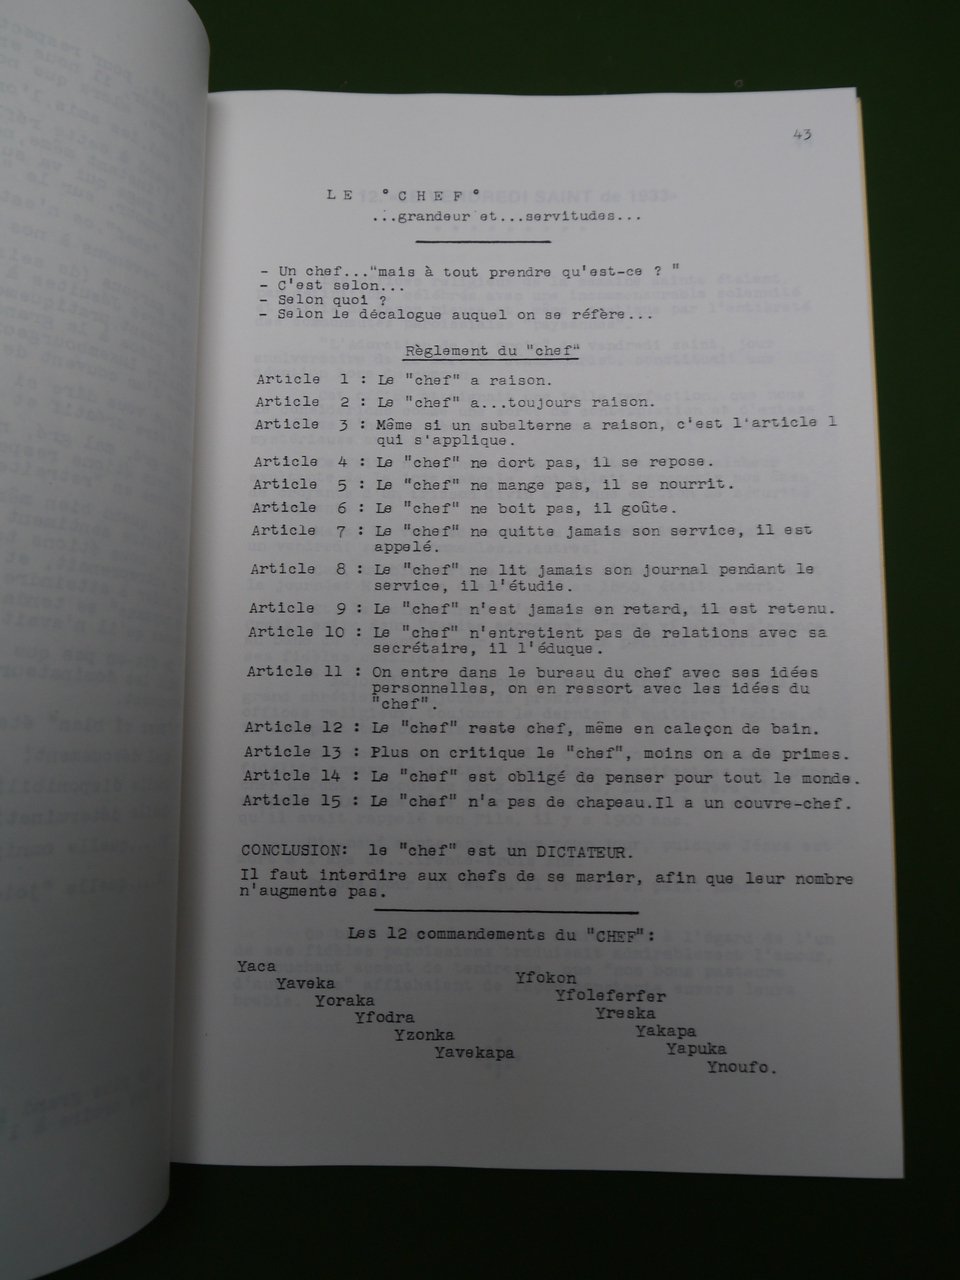 43
LE °CHEF°
...grandeur et...servitudes...
- Un chef..."mais à tout prendre qu'est-ce ? "
- C'est selon...
- Selon quoi ?
- Selon le décalogue auquel on se réfère...
Règlement du "chef"
Article 1 : Le "chef" a raison.
Article 2 : Le "chef" a...toujours raison.
Article 3 : Même si un subalterne a raison, c'est l'article 1
qui s'applique.
Article 4 : Le "chef" ne dort pas, il se repose.
Article 5 : Le "chef" ne mange pas, il se nourrit.
Article 6 : Le "chef" ne boit pas, il goûte.
Article 7 : Le "chef" ne quitte jamais son service, il est
appelé.
Article 8 : Le "chef" ne lit jamais son journal pendant le
service, il l'étudie.
Article 9 : Le "chef" n'est jamais en retard, il est retenu.
Article 10 : Le "chef" n'entretient pas de relations avec sa
secrétaire, il l'éduque.
Article 11 : On entre dans le bureau du chef avec ses idées
personnelles, on en ressort avec les idées du
"chef".
Article 12 : Le "chef" reste chef, même en caleçon de bain.
Article 13 : Plus on critique le "chef", moins on a de primes.
Article 14 : Le "chef" est obligé de penser pour tout le monde.
Article 15 : Le "chef" n'a pas de chapeau.Il a un couvre-chef.
CONCLUSION: le "chef" est un DICTATEUR.
Il faut interdire aux chefs de se marier, afin que leur nombre
n'augmente pas.
Les 12 commandements du "CHEF":
Yaca
Yaveka
Yoraka
Yfodra
Yzonka
Yavekapa
Yfokon
Yfoleferfer
Yreska
Yakapa
Yapuka
Ynoufo.